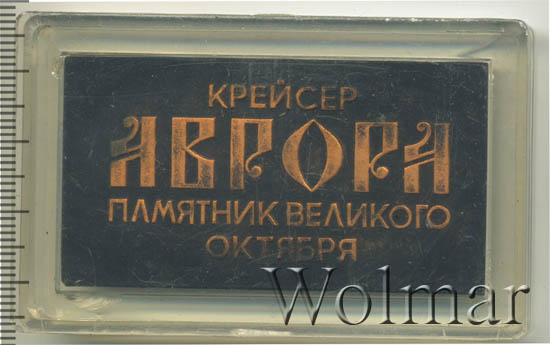 КРЕЙСЕР
АВРОРА
ПАМЯТНИК ВЕЛИКОГО
ОКТЯБРЯ
Wolmar